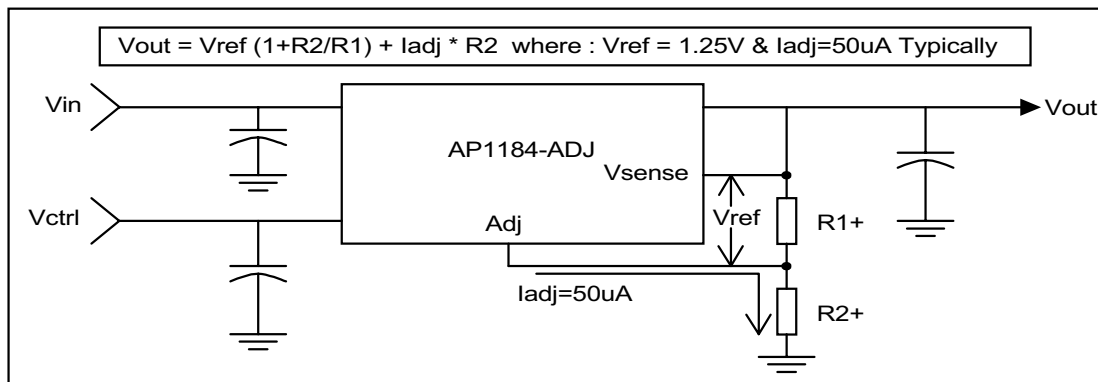 Vout = Vref (1+R2/R1) + Iadj * R2 where : Vref = 1.25V & Iadj=50uA Typically
Vin
Vout
AP1184-ADJ
Vsense
Vctrl
Vref
R1+
Adj
Iadj=50uA
R2+